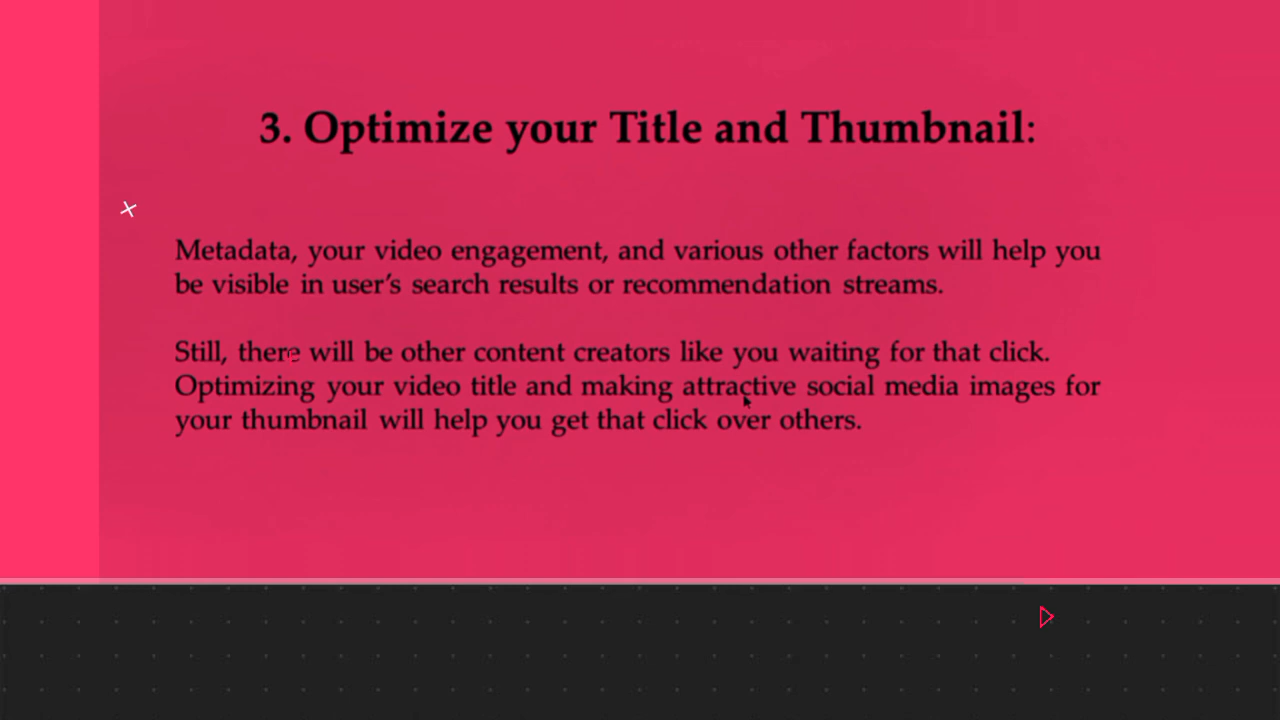 3. Optimize your Title and Thumbnail:
Metadata, your video engagement, and various other factors will help you
be visible in user’s search results or recommendation streams.
Still, there will be other content creators like you waiting for that click.
Optimizing your video title and making attractive social media images for
your thumbnail will help you get that click over others.